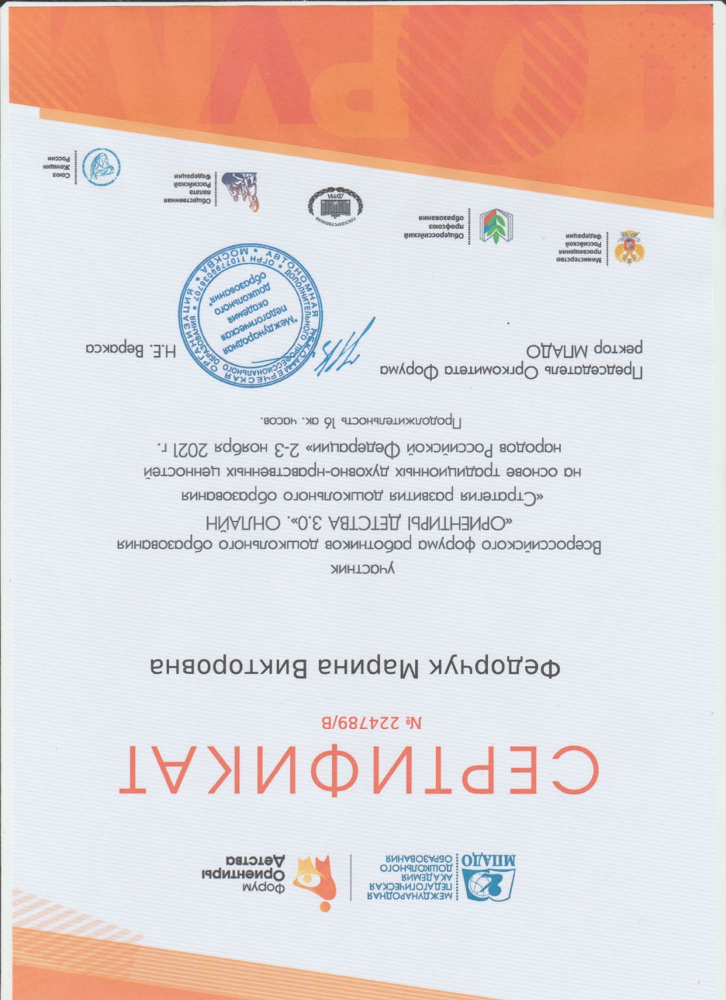 МЕЖДУНАРОДНАЯ
ПЕДАГОГИЧЕСКАЯ
АКАДЕМИЯ
ДОШКОЛЬНОГО
ОБРАЗОВАНИЯ
МПАДО
Форум
Ориентиры
Детства
СЕРТИФИКАТ
№ 224789/В
Федорчук Марина Викторовна
участник
Всероссийского форума работников дошкольного образования
«ОРИЕНТИРЫ ДЕТСТВА 3.0». ОНЛАЙН
«Стратегия развития дошкольного образования
на основе традиционных духовно-нравственных ценностей
народов Российской Федерации» 2-3 ноября 2021 г.
Продолжительность 16 ак. часов.
Председатель Оргкомитета Форума
ректор МПАДО
Н.Е. Веракса
АВТОНОМНАЯ НЕКОММЕРЧЕСКАЯ ОРГАНИЗАЦИЯ • МОСКВА •
ДОПОЛНИТЕЛЬНОГО ПРОФЕССИОНАЛЬНОГО ОБРАЗОВАНИЯ • ОГРН 1107799036707
"Международная
педагогическая
академия
дошкольного
образования"
Министерство
просвещения
Российской
Федерации
Общероссийский
профсоюз
образования
ГОСУДАРСТВЕННАЯ
ДУМА
Общественная
палата
Российской
Федерации
Союз
Женщин
России
ФОРУМ